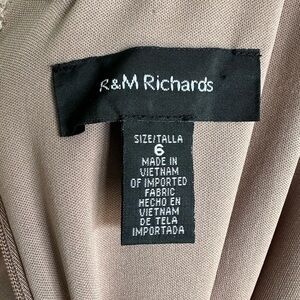 R&M Richards
SIZE/TALLA
6
MADE IN
VIETNAM
OF IMPORTED
FABRIC
HECHO EN
VIETNAM
DE TELA
IMPORTADA